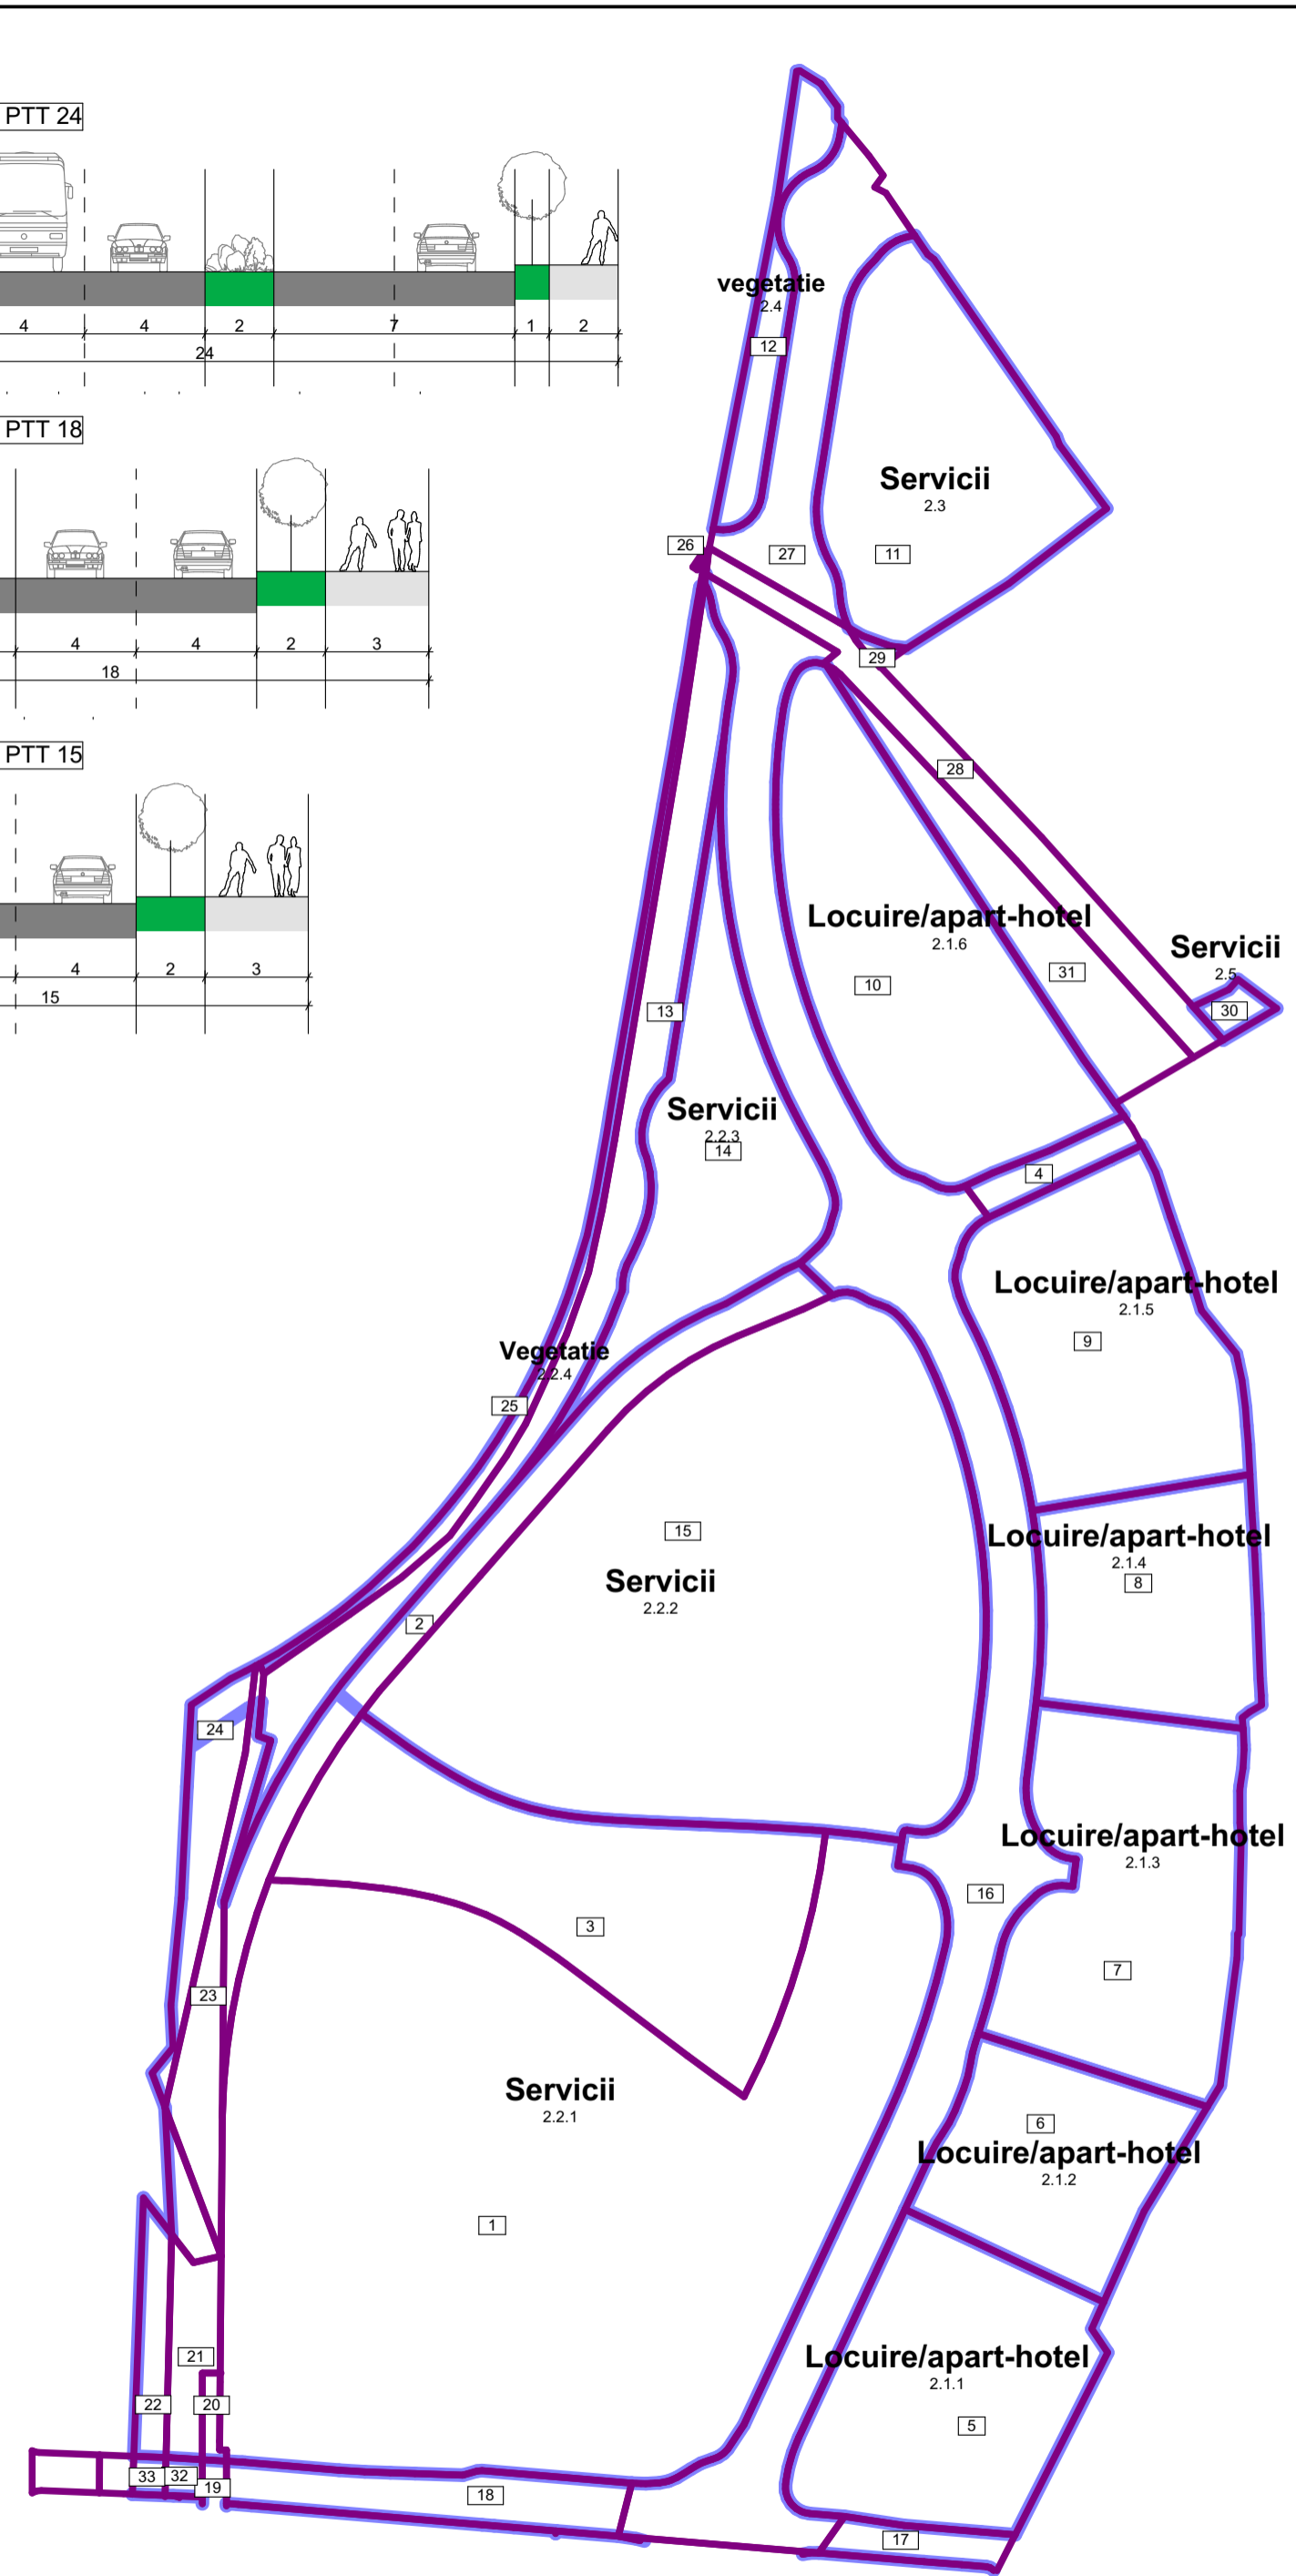 PTT 24
4 4 2 7 1 2
24
PTT 18
4 4 2 3
18
PTT 15
4 2 3
15
vegetatie
2.4
12
Servicii
2.3
26
27
11
29
28
Locuire/apart-hotel
2.1.6
Servicii
2.5
31
10
30
13
Servicii
2.2.3
14
4
Locuire/apart-hotel
2.1.5
9
Vegetatie
2.2.4
25
15
Locuire/apart-hotel
2.1.4
8
Servicii
2.2.2
2
24
Locuire/apart-hotel
2.1.3
16
3
7
23
Servicii
2.2.1
6
Locuire/apart-hotel
2.1.2
1
21
Locuire/apart-hotel
2.1.1
22
20
5
33
32
19
18
17